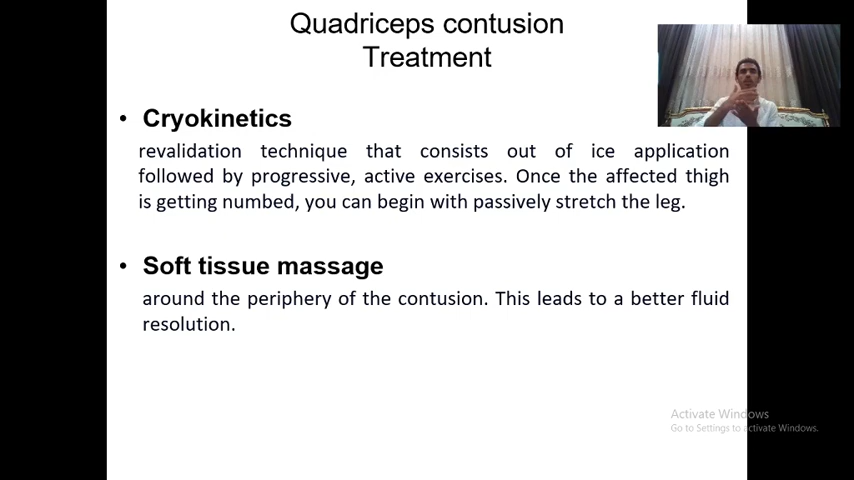 Quadriceps contusion
Treatment
• Cryokinetics
revalidation technique that consists out of ice application
followed by progressive, active exercises. Once the affected thigh
is getting numbed, you can begin with passively stretch the leg.
• Soft tissue massage
around the periphery of the contusion. This leads to a better fluid
resolution.
Activate Windows
Go to Settings to activate Windows.